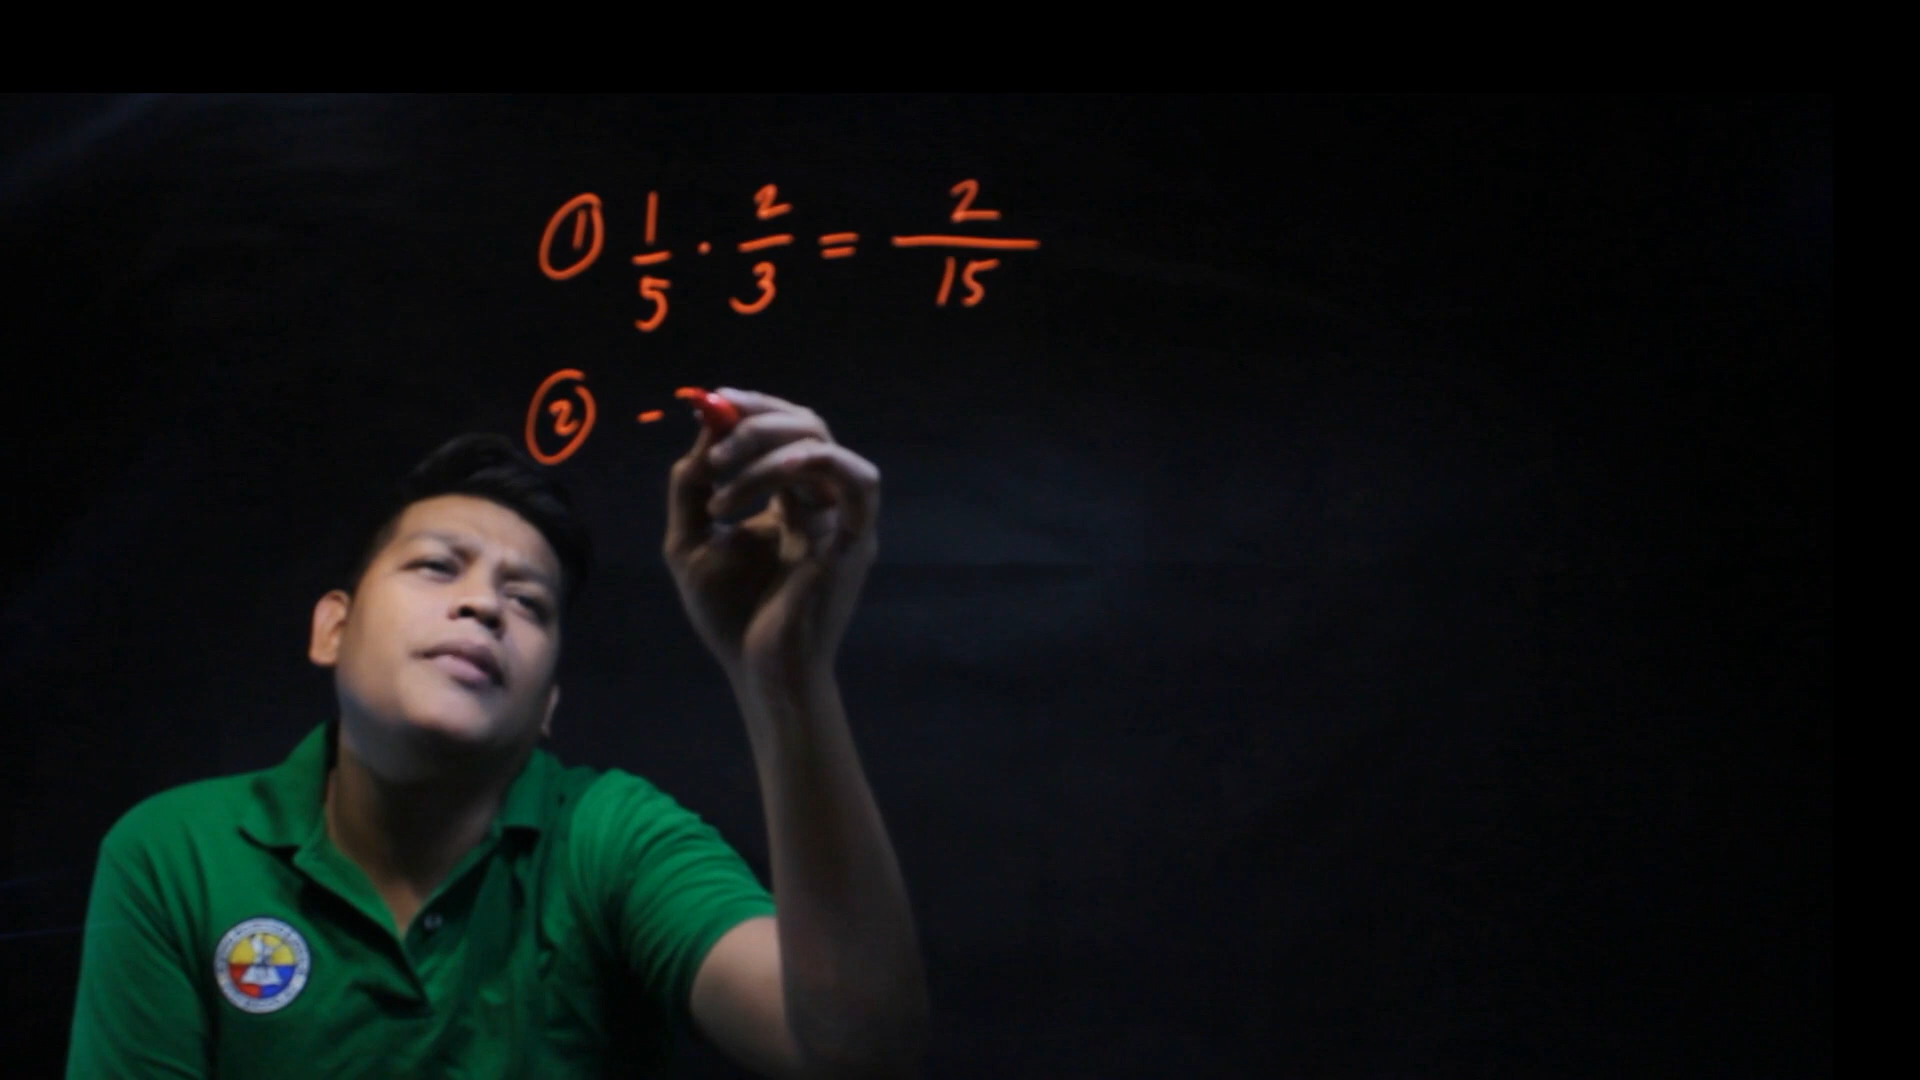 ① 1/5 · 2/3 = 2/15
② -